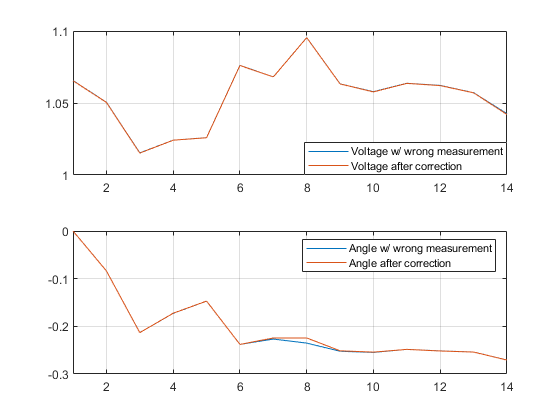 1.1
1.05
1
Voltage w/ wrong measurement
Voltage after correction
2 4 6 8 10 12 14
0
-0.1
-0.2
-0.3
Angle w/ wrong measurement
Angle after correction
2 4 6 8 10 12 14